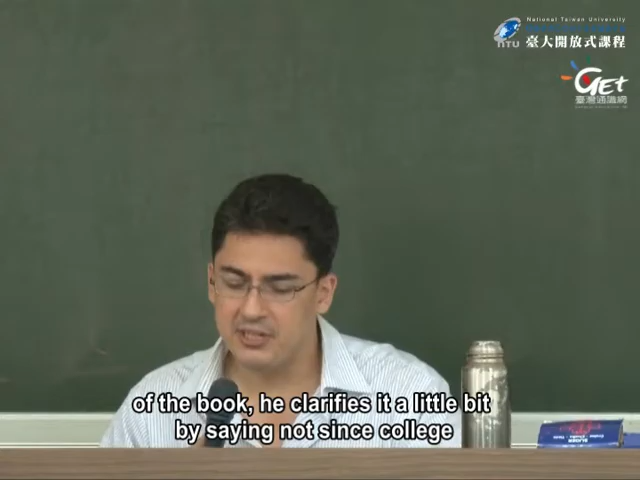 National Taiwan University
NTU 臺大開放式課程
GET
臺灣通識網
of the book, he clarifies it a little bit
by saying not since college